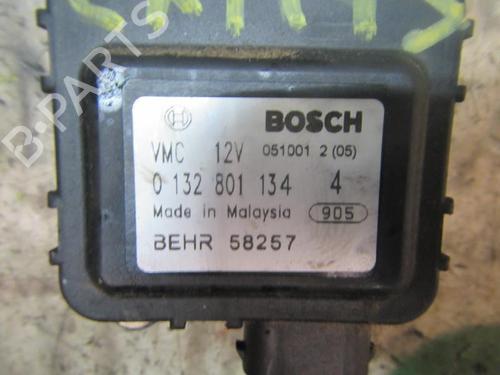 BOSCH
VMC 12V 051001 2 (05)
0 132 801 134 4
Made in Malaysia 905
BEHR 58257
B-PARTS